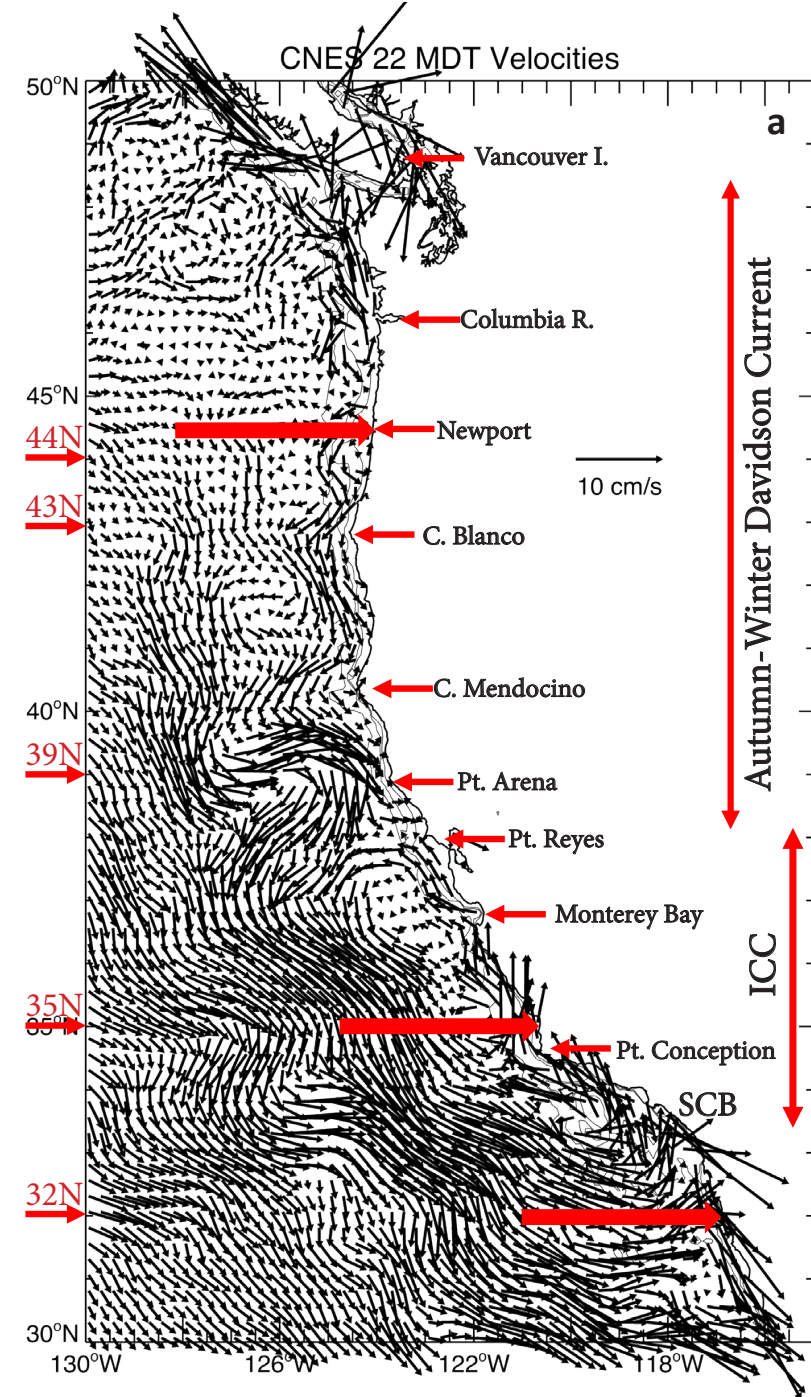 CNES 22 MDT Velocities
50°N
a
Vancouver I.
Columbia R.
45°N
Newport
44N
10 cm/s
43N
C. Blanco
Autumn-Winter Davidson Current
C. Mendocino
40°N
39N
Pt. Arena
Pt. Reyes
Monterey Bay
ICC
35N
35°N
Pt. Conception
SCB
32N
30°N
130°W
126°W
122°W
118°W